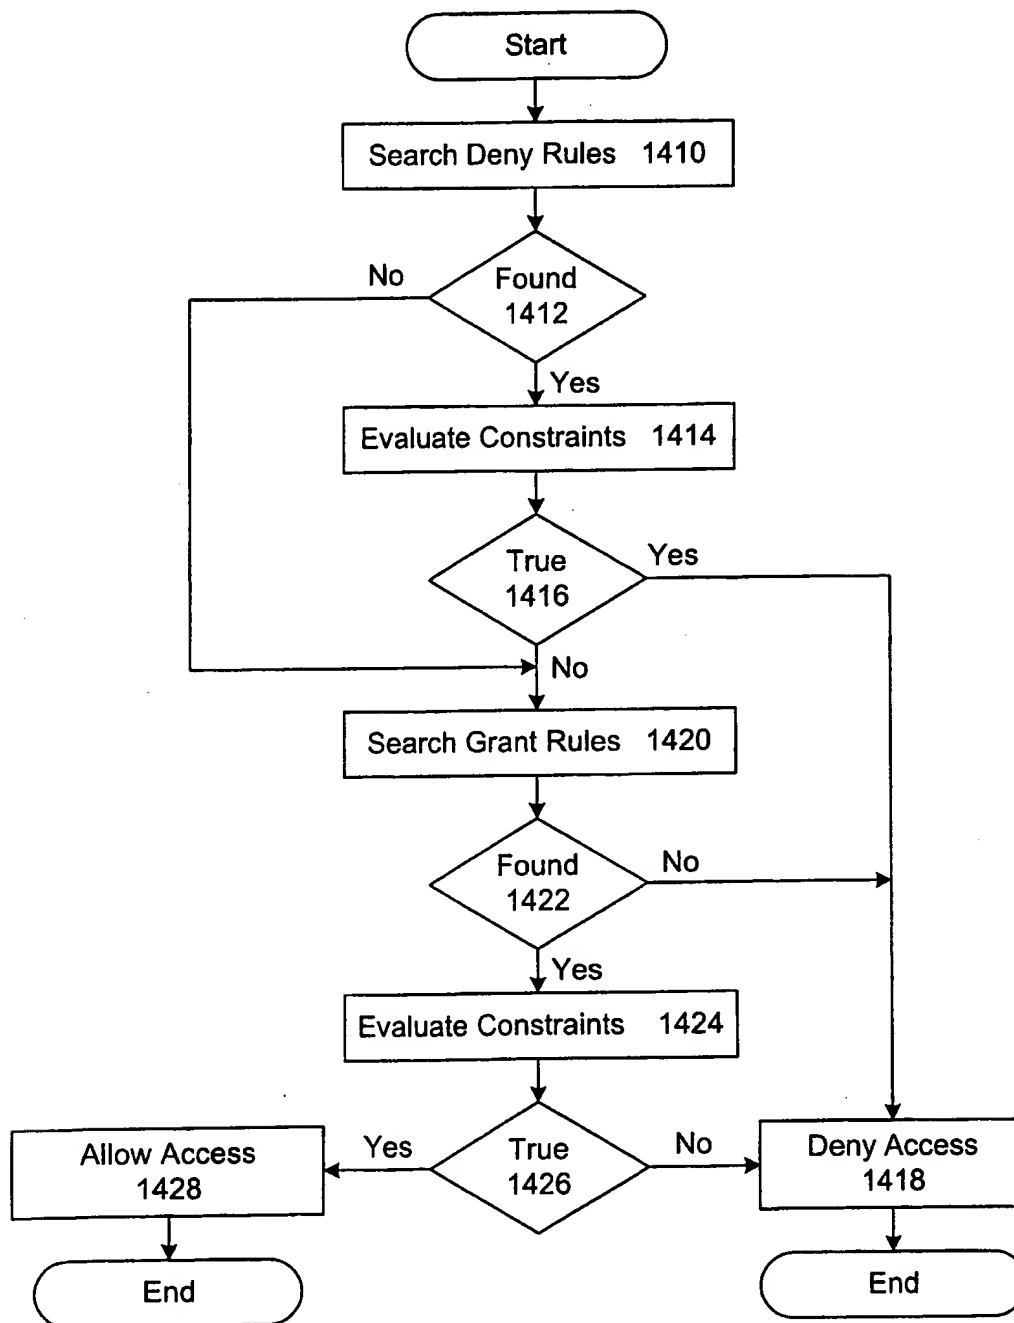 Start
Search Deny Rules 1410
No
Found
1412
Yes
Evaluate Constraints 1414
True
1416
Yes
No
Search Grant Rules 1420
Found
1422
No
Yes
Evaluate Constraints 1424
Allow Access
1428
Yes
True
1426
No
Deny Access
1418
End
End